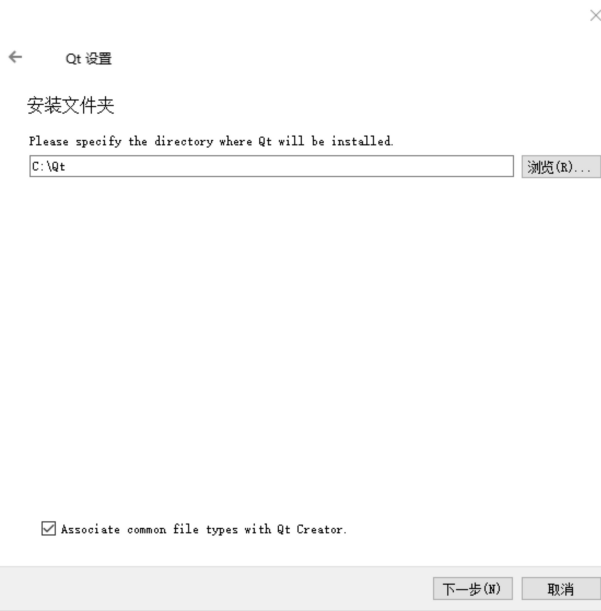 Qt 设置
安装文件夹
Please specify the directory where Qt will be installed.
C:\Qt
浏览(R)...
Associate common file types with Qt Creator.
下一步(N)
取消